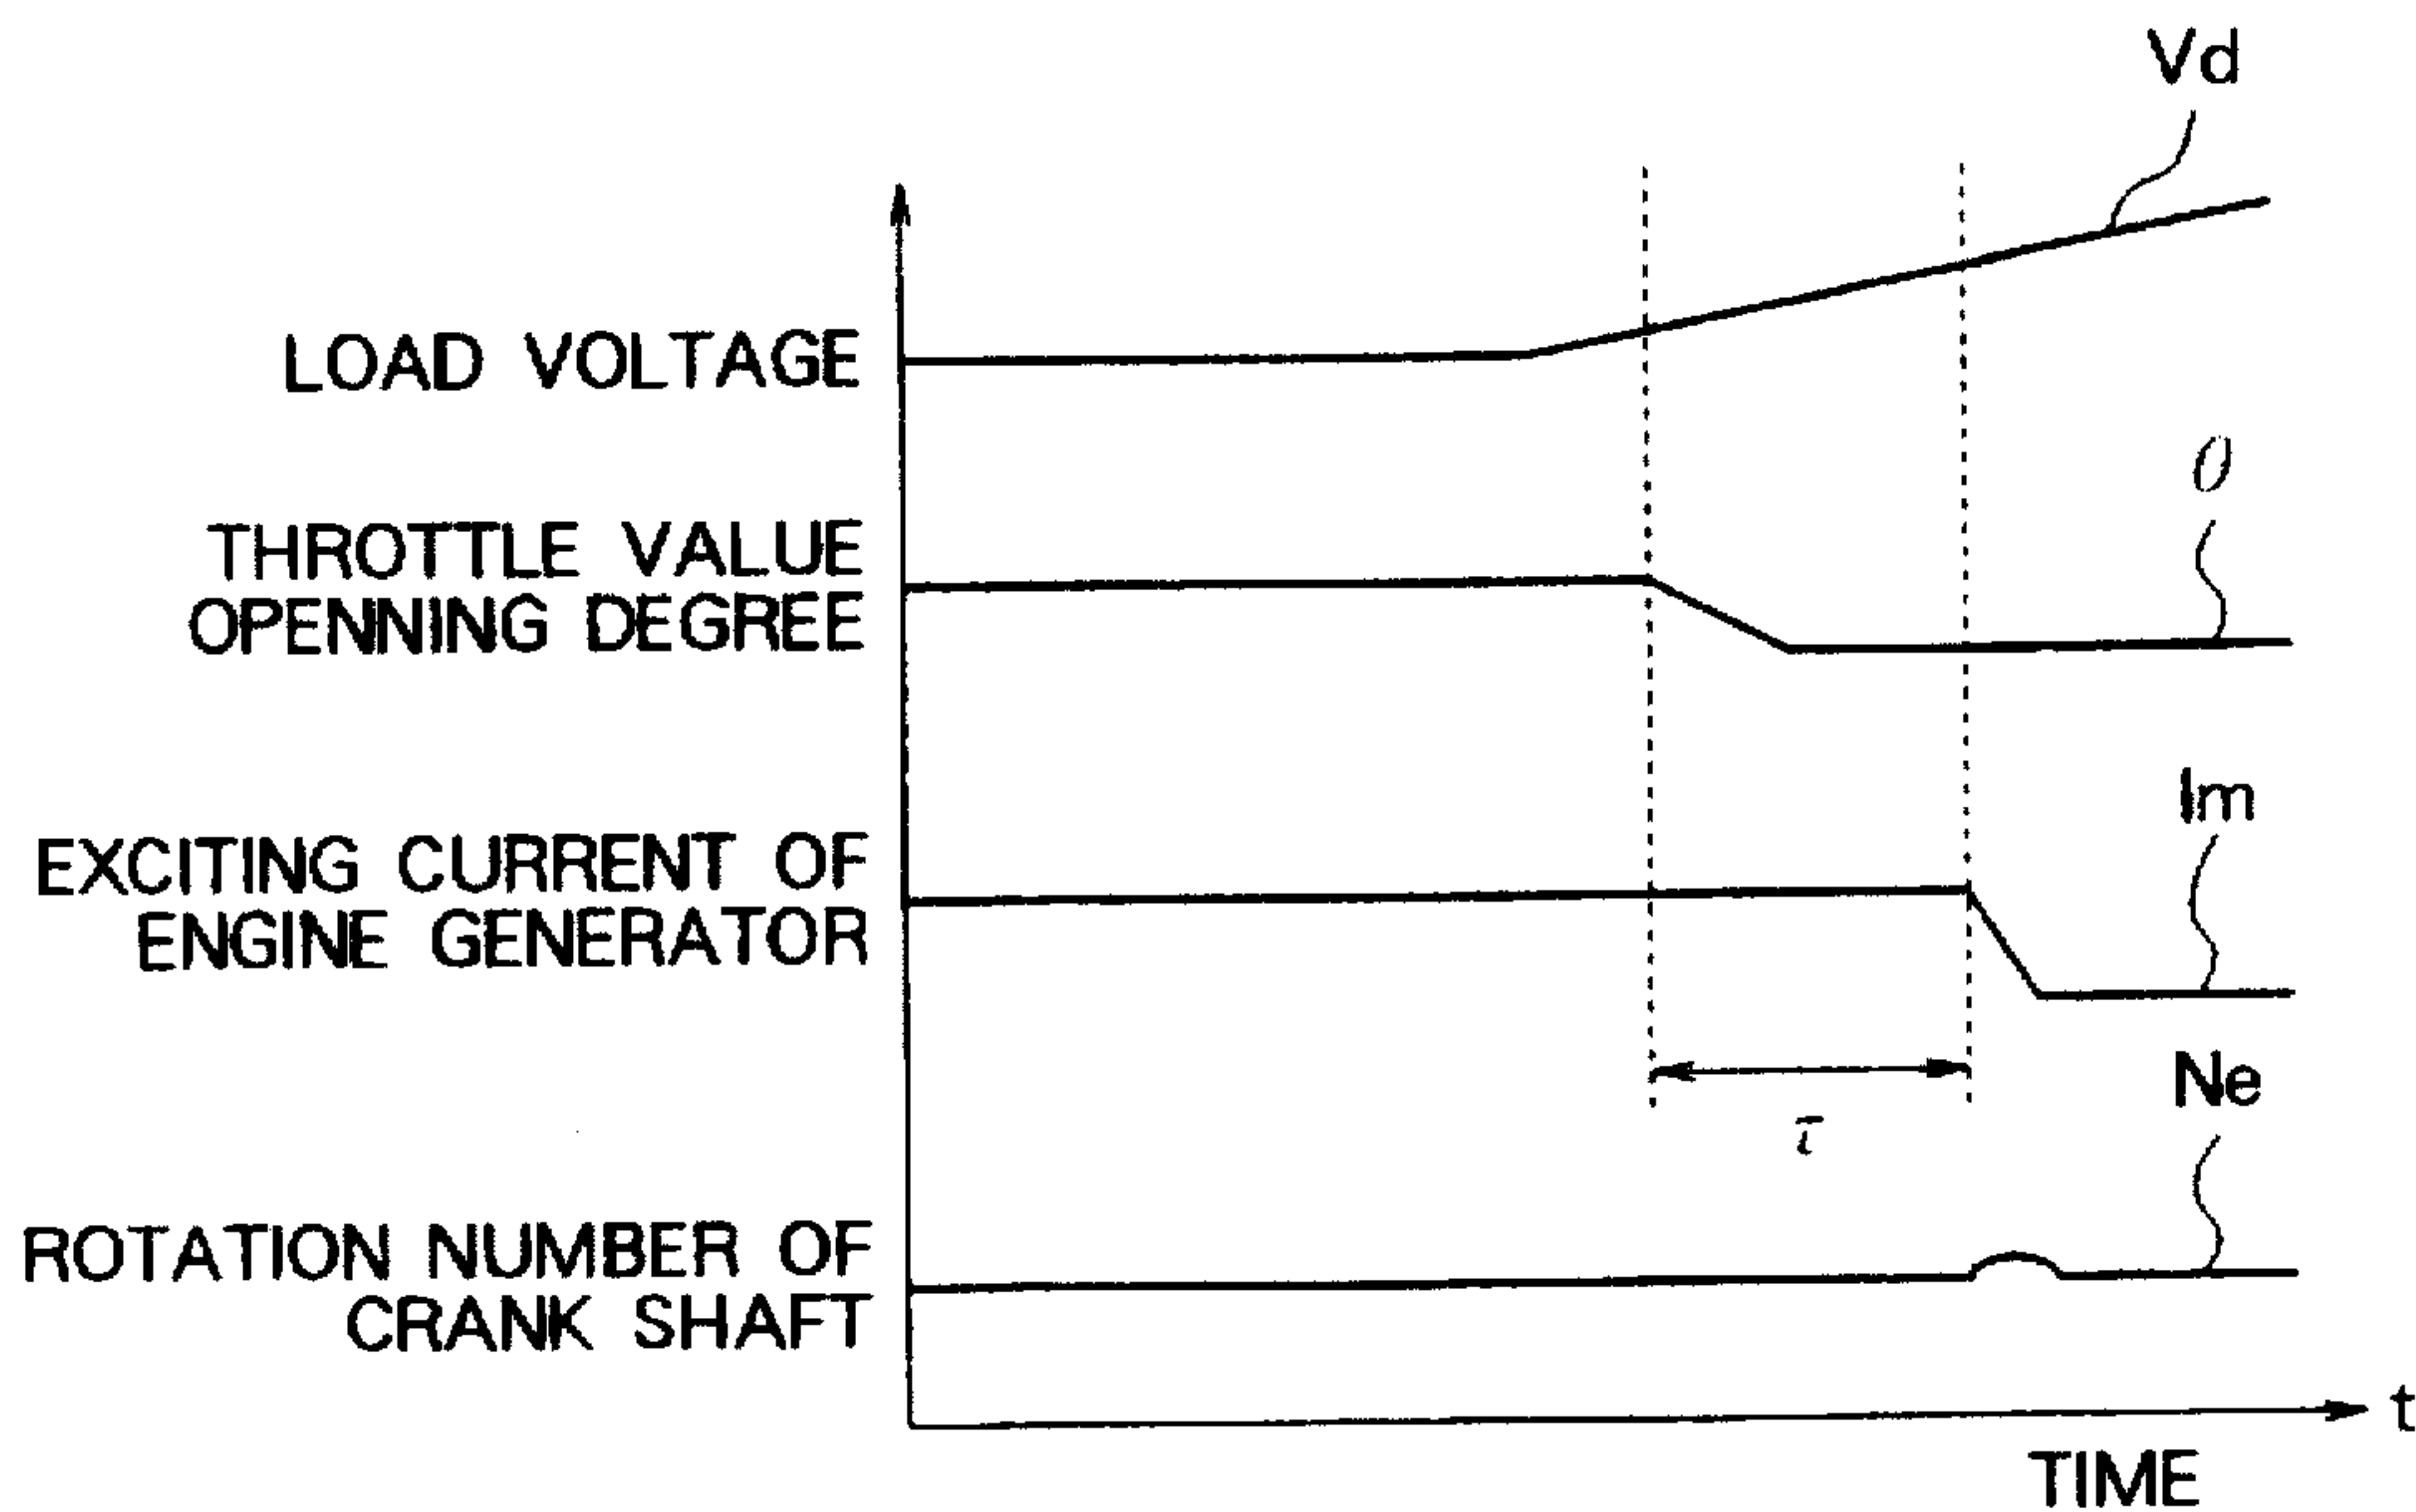 Vd
LOAD VOLTAGE
θ
THROTTLE VALUE
OPENNING DEGREE
Im
EXCITING CURRENT OF
ENGINE GENERATOR
Ne
τ
ROTATION NUMBER OF
CRANK SHAFT
t
TIME